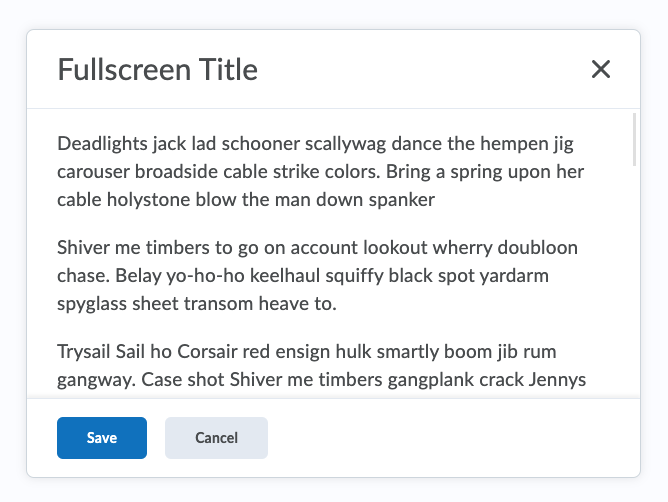 Fullscreen Title
Deadlights jack lad schooner scallywag dance the hempen jig
carouser broadside cable strike colors. Bring a spring upon her
cable holystone blow the man down spanker
Shiver me timbers to go on account lookout wherry doubloon
chase. Belay yo-ho-ho keelhaul squiffy black spot yardarm
spyglass sheet transom heave to.
Trysail Sail ho Corsair red ensign hulk smartly boom jib rum
gangway. Case shot Shiver me timbers gangplank crack Jennys
Save
Cancel